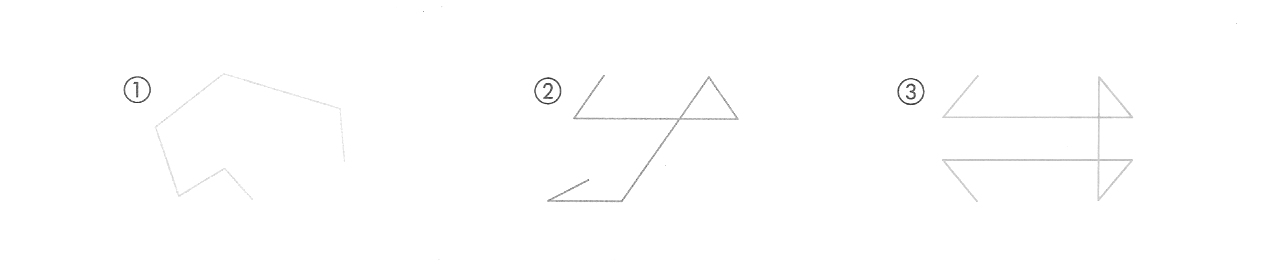 ① ② ③